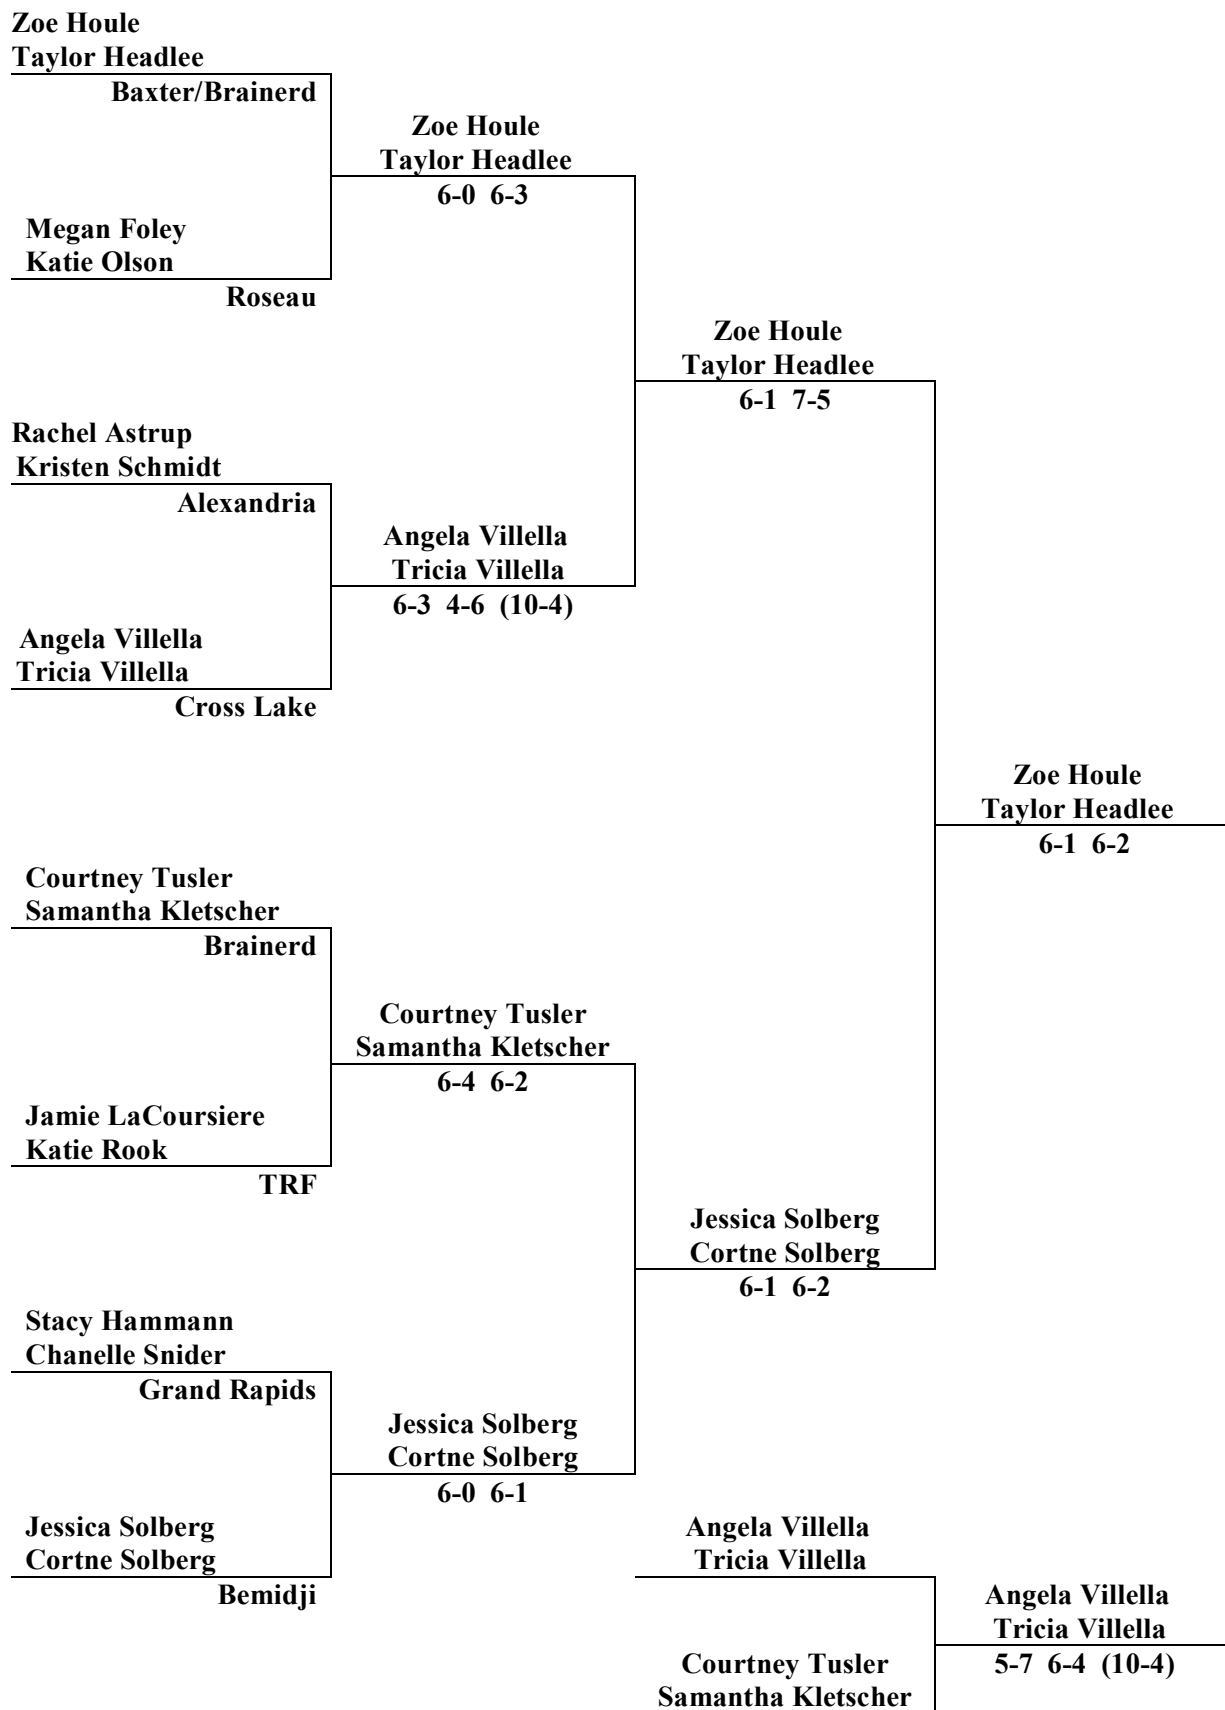 Zoe Houle
Taylor Headlee
Baxter/Brainerd
Zoe Houle
Taylor Headlee
6-0 6-3
Megan Foley
Katie Olson
Roseau
Zoe Houle
Taylor Headlee
6-1 7-5
Rachel Astrup
Kristen Schmidt
Alexandria
Angela Villella
Tricia Villella
6-3 4-6 (10-4)
Angela Villella
Tricia Villella
Cross Lake
Zoe Houle
Taylor Headlee
6-1 6-2
Courtney Tusler
Samantha Kletscher
Brainerd
Courtney Tusler
Samantha Kletscher
6-4 6-2
Jamie LaCoursiere
Katie Rook
TRF
Jessica Solberg
Cortne Solberg
6-1 6-2
Stacy Hammann
Chanelle Snider
Grand Rapids
Jessica Solberg
Cortne Solberg
6-0 6-1
Jessica Solberg
Cortne Solberg
Bemidji
Angela Villella
Tricia Villella
Angela Villella
Tricia Villella
5-7 6-4 (10-4)
Courtney Tusler
Samantha Kletscher